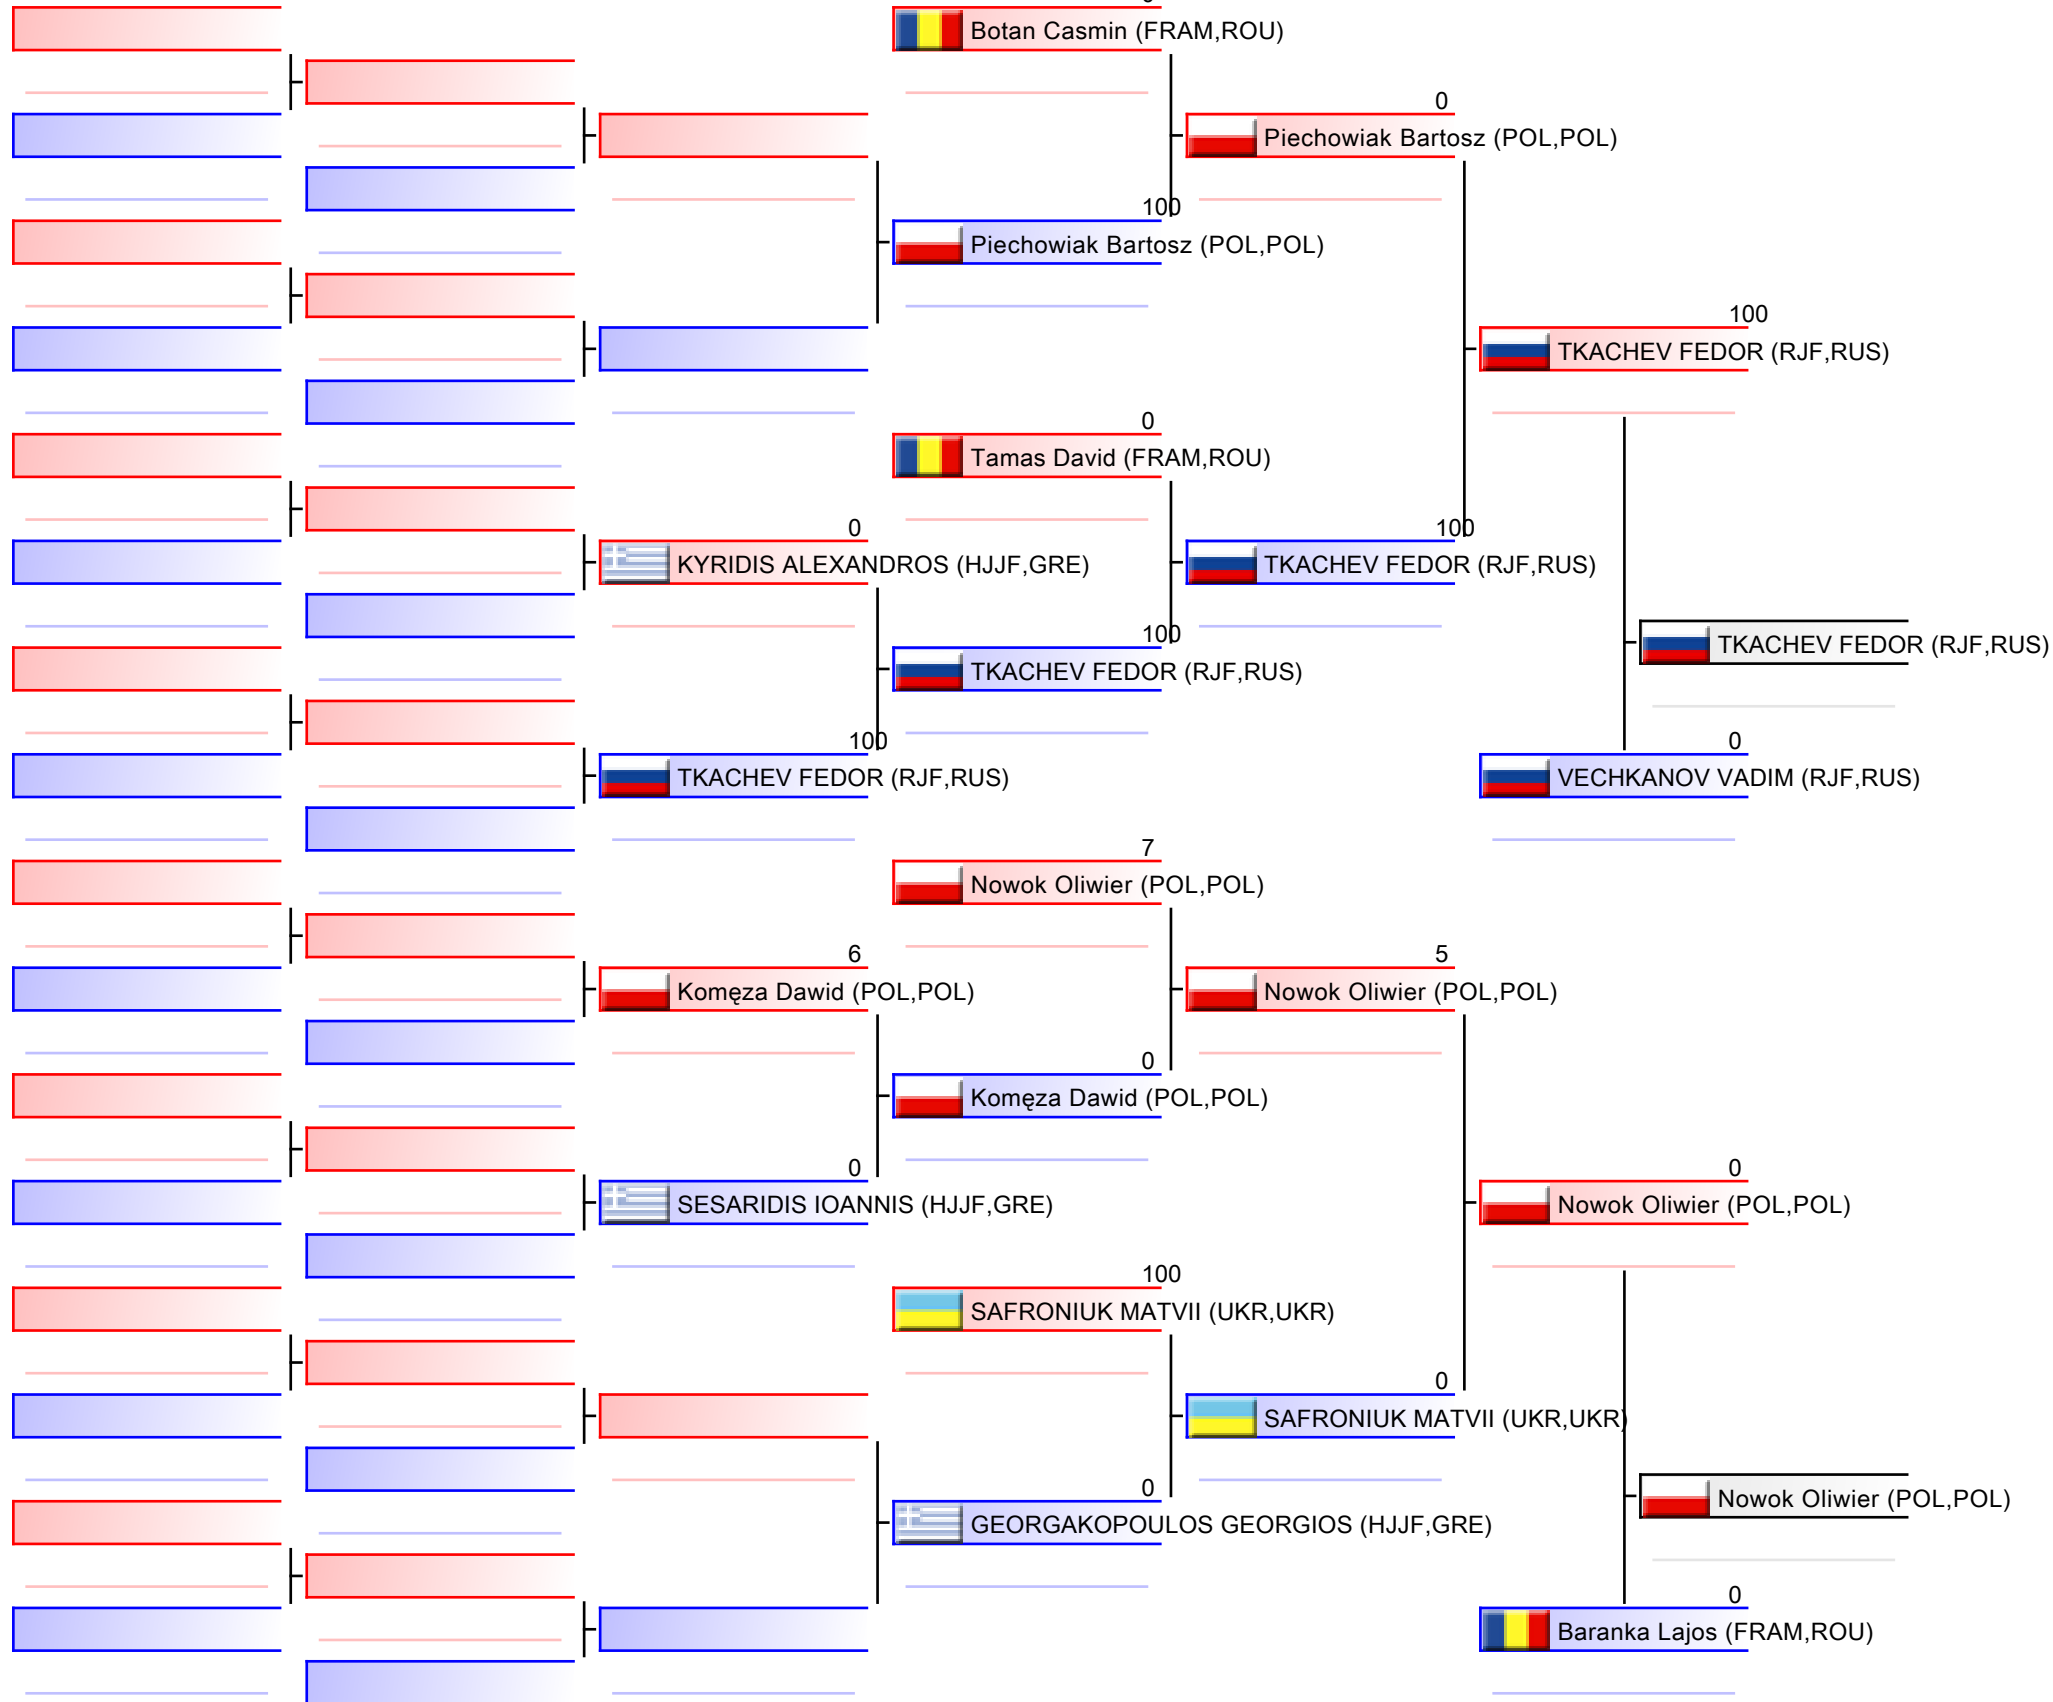 Botan Casmin (FRAM,ROU)
0
Piechowiak Bartosz (POL,POL)
100
Piechowiak Bartosz (POL,POL)
100
TKACHEV FEDOR (RJF,RUS)
0
Tamas David (FRAM,ROU)
0
KYRIDIS ALEXANDROS (HJJF,GRE)
100
TKACHEV FEDOR (RJF,RUS)
100
TKACHEV FEDOR (RJF,RUS)
TKACHEV FEDOR (RJF,RUS)
100
TKACHEV FEDOR (RJF,RUS)
0
VECHKANOV VADIM (RJF,RUS)
7
Nowok Oliwier (POL,POL)
6
Komęza Dawid (POL,POL)
5
Nowok Oliwier (POL,POL)
0
Komęza Dawid (POL,POL)
0
SESARIDIS IOANNIS (HJJF,GRE)
0
Nowok Oliwier (POL,POL)
100
SAFRONIUK MATVII (UKR,UKR)
0
SAFRONIUK MATVII (UKR,UKR)
0
GEORGAKOPOULOS GEORGIOS (HJJF,GRE)
Nowok Oliwier (POL,POL)
0
Baranka Lajos (FRAM,ROU)